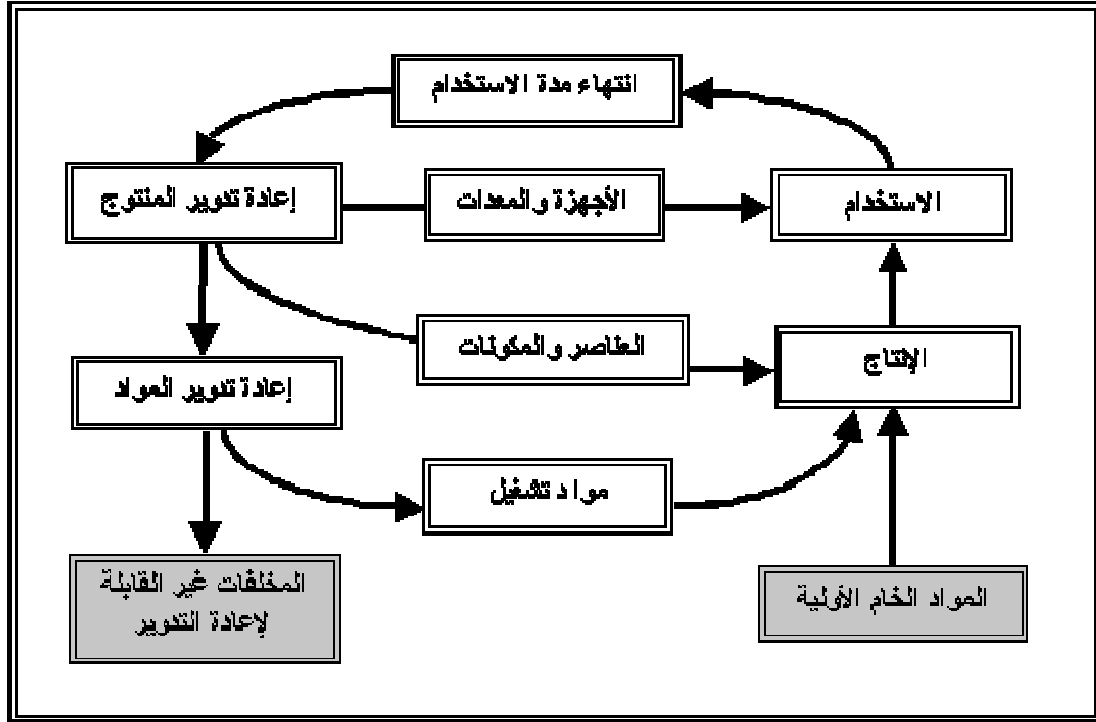 انتهاء مدة الاستخدام
الاستخدام
الأجهزة والمعدات
إعادة تدوير المنتوج
العناصر والمكونات
الإنتاج
إعادة تدوير المواد
مواد تشغيل
المواد الخام الأولية
المخلفات غير القابلة
لإعادة التدوير